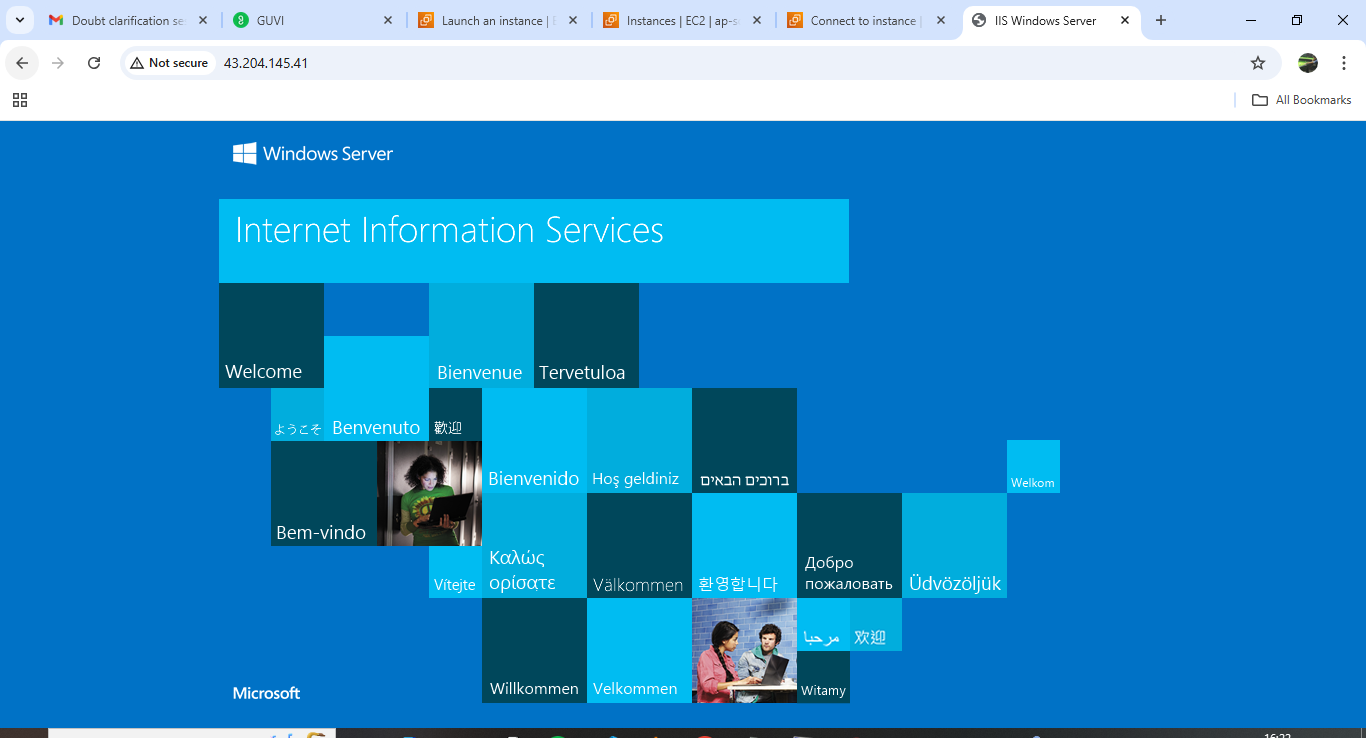 Doubt clarification se
GUVI
Launch an instance | E
Instances | EC2 | ap-s
Connect to instance |
IIS Windows Server
Not secure
43.204.145.41
All Bookmarks
Windows Server
Internet Information Services
Welcome
Bienvenue
Tervetuloa
ようこそ
Benvenuto
歡迎
Bienvenido
Hoş geldiniz
ברוכים הבאים
Welkom
Bem-vindo
Vítejte
Καλώς
ορίσατε
Välkommen
환영합니다
Добро
пожаловать
Üdvözöljük
مرحبا
欢迎
Willkommen
Velkommen
Witamy
Microsoft